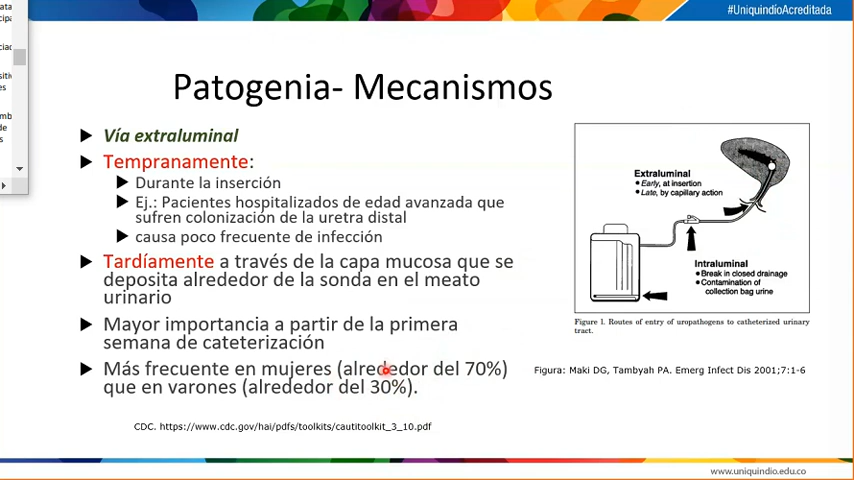 #UniquindíoAcreditada
Patogenia- Mecanismos
Vía extraluminal
Tempranamente:
Durante la inserción
Ej.: Pacientes hospitalizados de edad avanzada que
sufren colonización de la uretra distal
causa poco frecuente de infección
Tardíamente a través de la capa mucosa que se
deposita alrededor de la sonda en el meato
urinario
Mayor importancia a partir de la primera
semana de cateterización
Más frecuente en mujeres (alrededor del 70%)
que en varones (alrededor del 30%).
CDC. https://www.cdc.gov/hai/pdfs/toolkits/cautitoolkit_3_10.pdf
Extraluminal
• Early, at insertion
• Late, by capillary action
Intraluminal
• Break in closed drainage
• Contamination of
collection bag urine
Figure 1. Routes of entry of uropathogens to catheterized urinary
tract.
Figura: Maki DG, Tambyah PA. Emerg Infect Dis 2001;7:1-6
www.uniquindio.edu.co